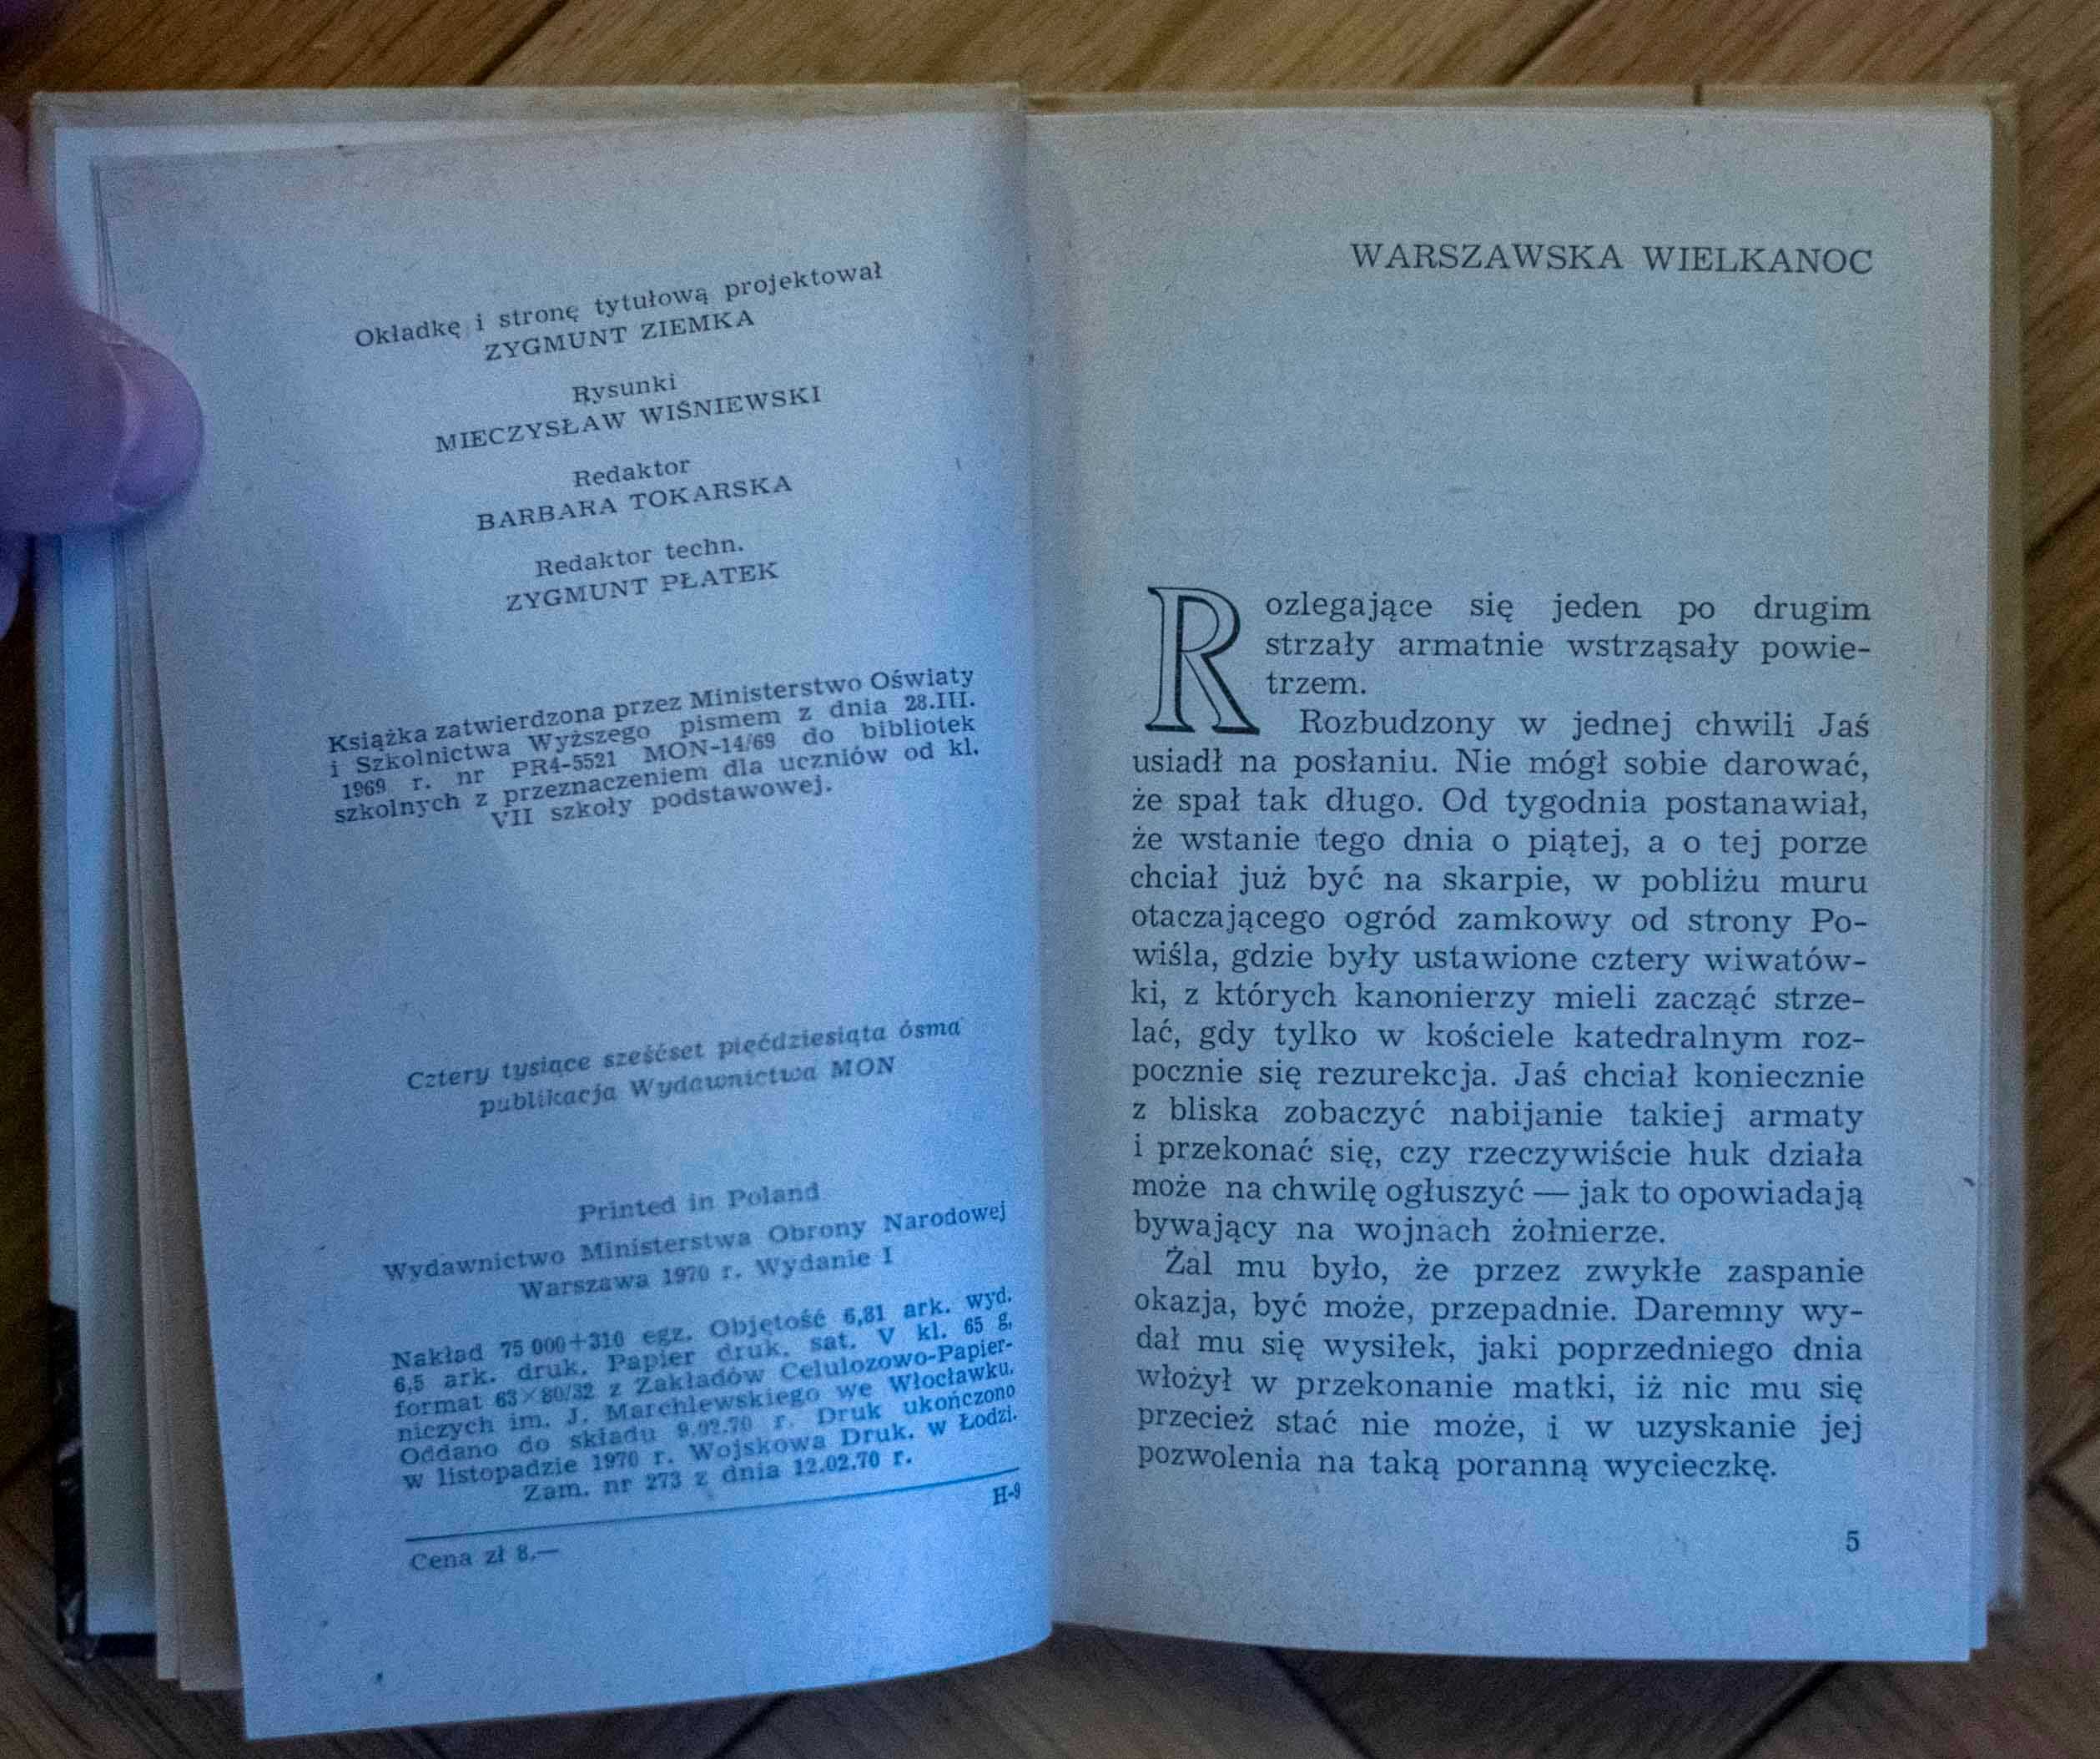 Okładkę i stronę tytułową projektował
ZYGMUNT ZIEMKA
Rysunki
MIECZYSŁAW WIŚNIEWSKI
Redaktor
BARBARA TOKARSKA
Redaktor techn.
ZYGMUNT PŁATEK
Książka zatwierdzona przez Ministerstwo Oświaty
i Szkolnictwa Wyższego pismem z dnia 28.III.
1969 r. nr PR4-5521 MON-14/69 do bibliotek
szkolnych z przeznaczeniem dla uczniów od kl.
VII szkoły podstawowej.
Cztery tysiące sześćset pięćdziesiąta ósma
publikacja Wydawnictwa MON
Printed in Poland
Wydawnictwo Ministerstwa Obrony Narodowej
Warszawa 1970 r. Wydanie I
Nakład 75 000+310 egz. Objętość 6,81 ark. wyd.
6,5 ark. druk. Papier druk. sat. V kl. 65 g,
format 63×80/32 z Zakładów Celulozowo-Papier-
niczych im. J. Marchlewskiego we Włocławku.
Oddano do składu 9.02.70 r. Druk ukończono
w listopadzie 1970 r. Wojskowa Druk. w Łodzi.
Zam. nr 273 z dnia 12.02.70 r.
H-9
Cena zł 8,—
WARSZAWSKA WIELKANOC
Rozlegające się jeden po drugim
strzały armatnie wstrząsały powie-
trzem.
Rozbudzony w jednej chwili Jaś
usiadł na posłaniu. Nie mógł sobie darować,
że spał tak długo. Od tygodnia postanawiał,
że wstanie tego dnia o piątej, a o tej porze
chciał już być na skarpie, w pobliżu muru
otaczającego ogród zamkowy od strony Po-
wiśla, gdzie były ustawione cztery wiwatów-
ki, z których kanonierzy mieli zacząć strze-
lać, gdy tylko w kościele katedralnym roz-
pocznie się rezurekcja. Jaś chciał koniecznie
z bliska zobaczyć nabijanie takiej armaty
i przekonać się, czy rzeczywiście huk działa
może na chwilę ogłuszyć — jak to opowiadają
bywający na wojnach żołnierze.
Żal mu było, że przez zwykłe zaspanie
okazja, być może, przepadnie. Daremny wy-
dał mu się wysiłek, jaki poprzedniego dnia
włożył w przekonanie matki, iż nic mu się
przecież stać nie może, i w uzyskanie jej
pozwolenia na taką poranną wycieczkę.
5